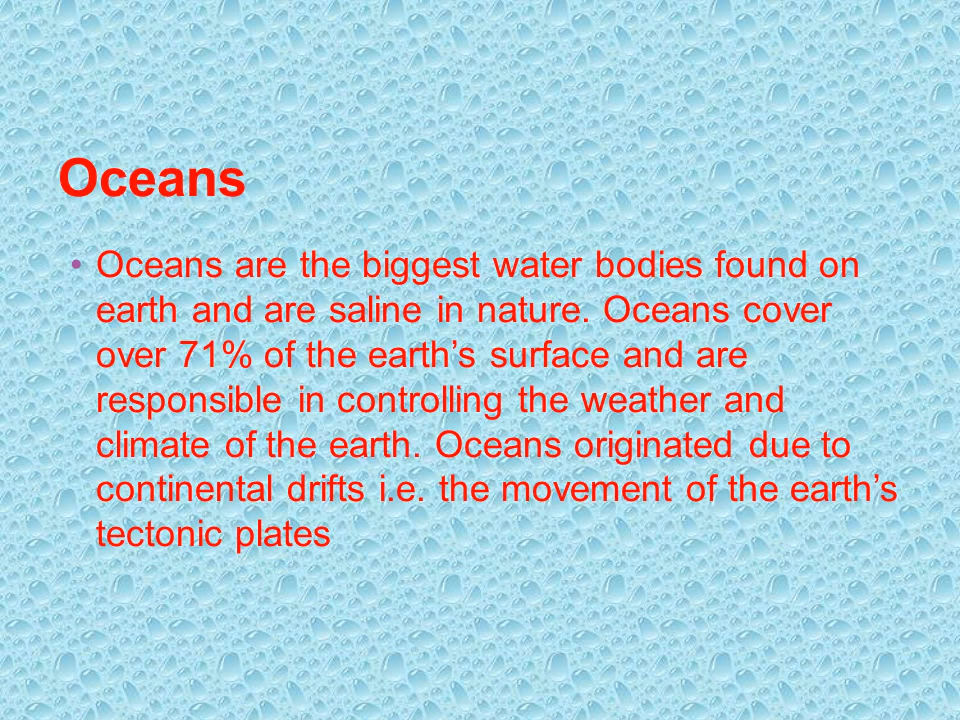 Oceans
• Oceans are the biggest water bodies found on
earth and are saline in nature. Oceans cover
over 71% of the earth’s surface and are
responsible in controlling the weather and
climate of the earth. Oceans originated due to
continental drifts i.e. the movement of the earth’s
tectonic plates